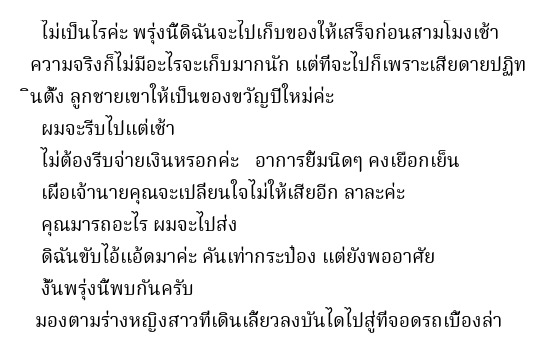 ไม่เป็นไรค่ะ พรุ่งนี้ดิฉันจะไปเก็บของให้เสร็จก่อนสามโมงเช้า
ความจริงก็ไม่มีอะไรจะเก็บมากนัก แต่ที่จะไปก็เพราะเสียดายปฏิท
ินตั้ง ลูกชายเขาให้เป็นของขวัญปีใหม่ค่ะ
ผมจะรีบไปแต่เช้า
ไม่ต้องรีบจ่ายเงินหรอกค่ะ   อาการยิ้มนิดๆ คงเยือกเย็น
เผื่อเจ้านายคุณจะเปลี่ยนใจไม่ให้เสียอีก ลาละค่ะ
คุณมารถอะไร ผมจะไปส่ง
ดิฉันขับไอ้แอ้ดมาค่ะ คันเท่ากระป๋อง แต่ยังพออาศัย
งั้นพรุ่งนี้พบกันครับ
มองตามร่างหญิงสาวที่เดินเลี้ยวลงบันไดไปสู่ที่จอดรถเบื้องล่า